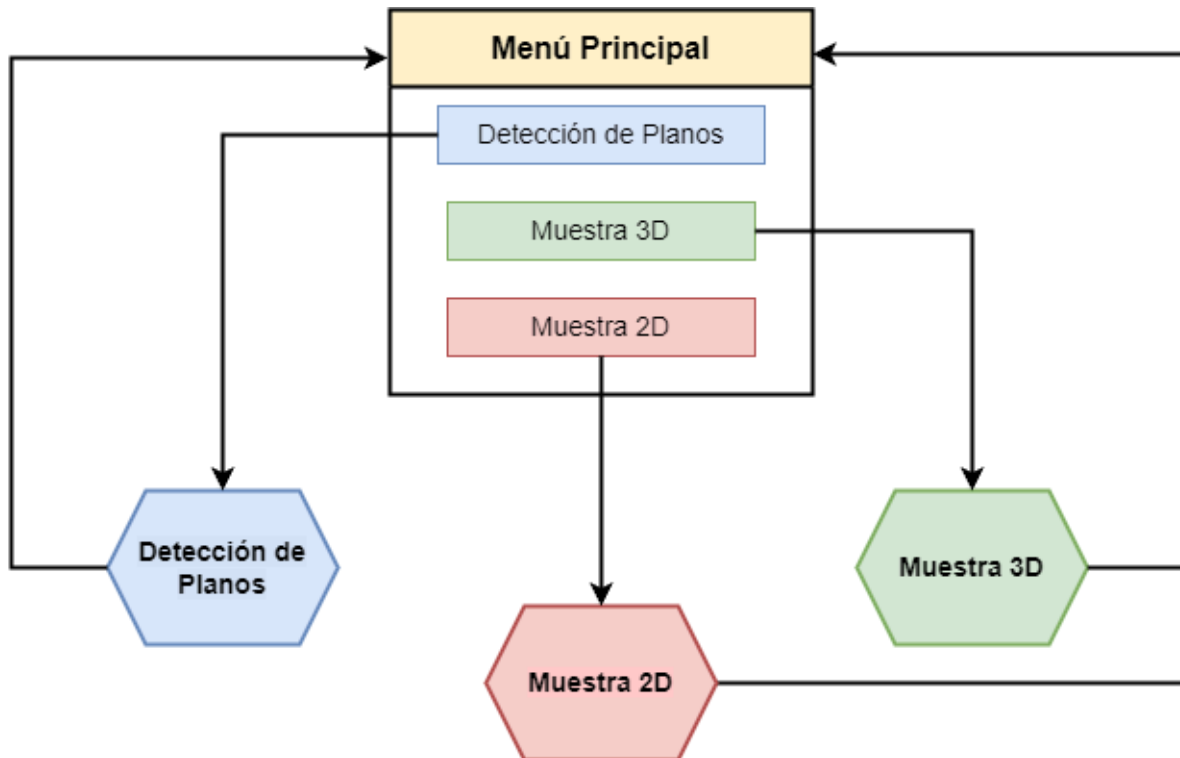 Menú Principal
Detección de Planos
Muestra 3D
Muestra 2D
Detección de
Planos
Muestra 3D
Muestra 2D